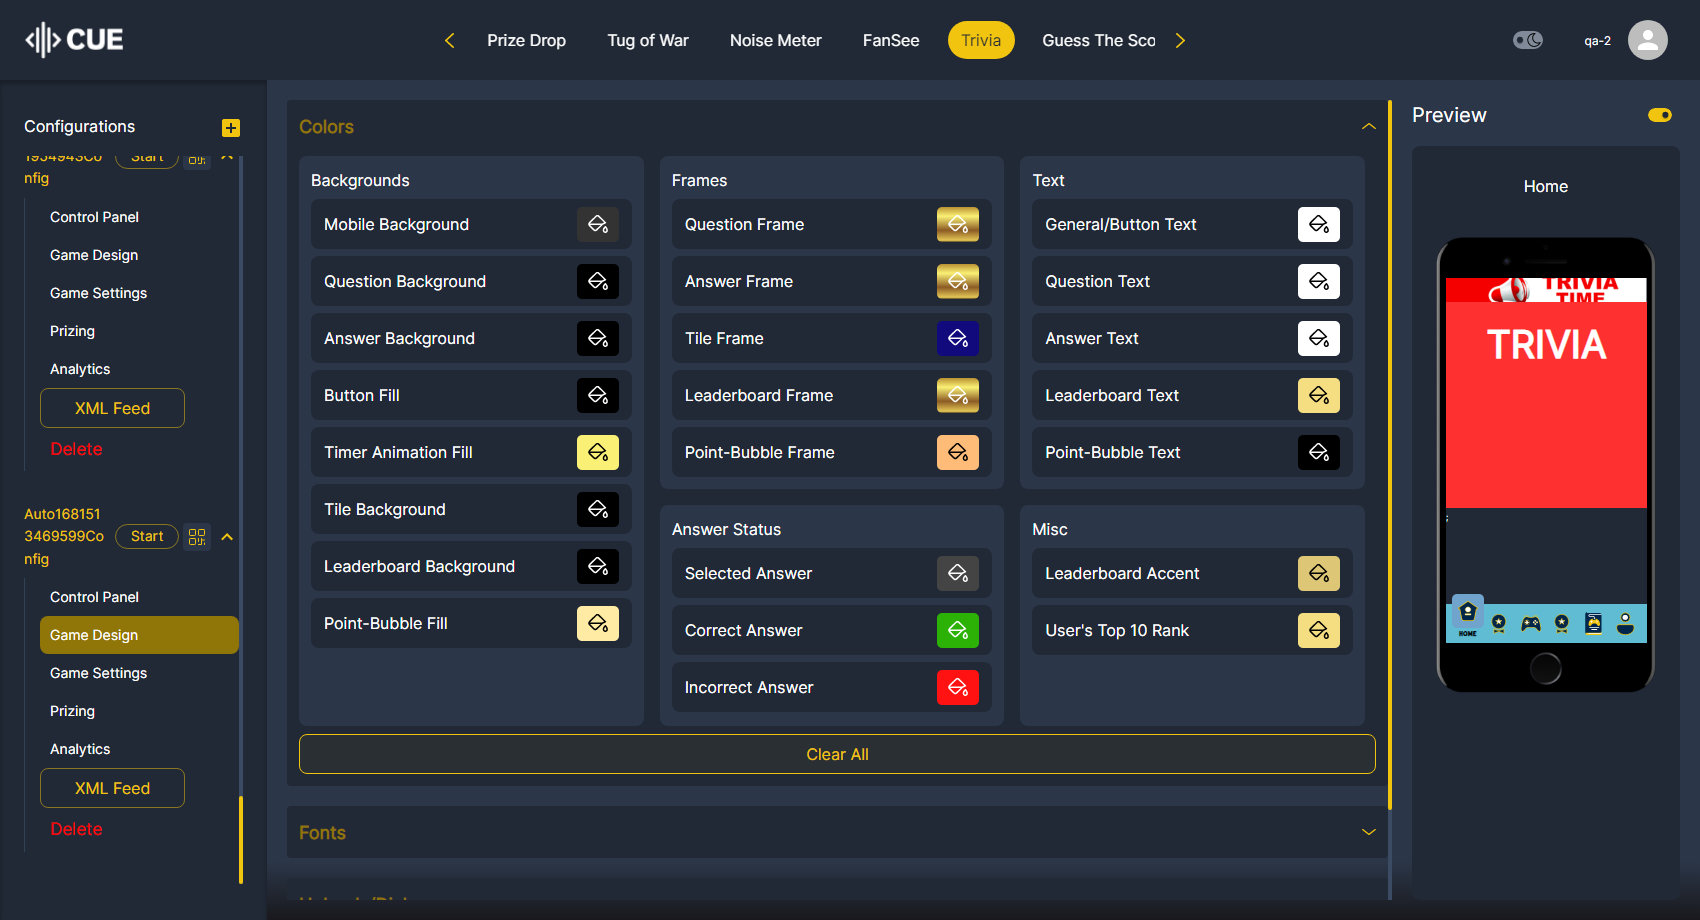 CUE
Prize Drop
Tug of War
Noise Meter
FanSee
Trivia
Guess The Sco
qa-2
Configurations
nfig
Start
Control Panel
Game Design
Game Settings
Prizing
Analytics
XML Feed
Delete
Auto168151
3469599Co
nfig
Start
Control Panel
Game Design
Game Settings
Prizing
Analytics
XML Feed
Delete
Colors
Backgrounds
Mobile Background
Question Background
Answer Background
Button Fill
Timer Animation Fill
Tile Background
Leaderboard Background
Point-Bubble Fill
Frames
Question Frame
Answer Frame
Tile Frame
Leaderboard Frame
Point-Bubble Frame
Text
General/Button Text
Question Text
Answer Text
Leaderboard Text
Point-Bubble Text
Answer Status
Selected Answer
Correct Answer
Incorrect Answer
Misc
Leaderboard Accent
User's Top 10 Rank
Clear All
Fonts
Preview
Home
TRIVIA
TIME
TRIVIA
HOME